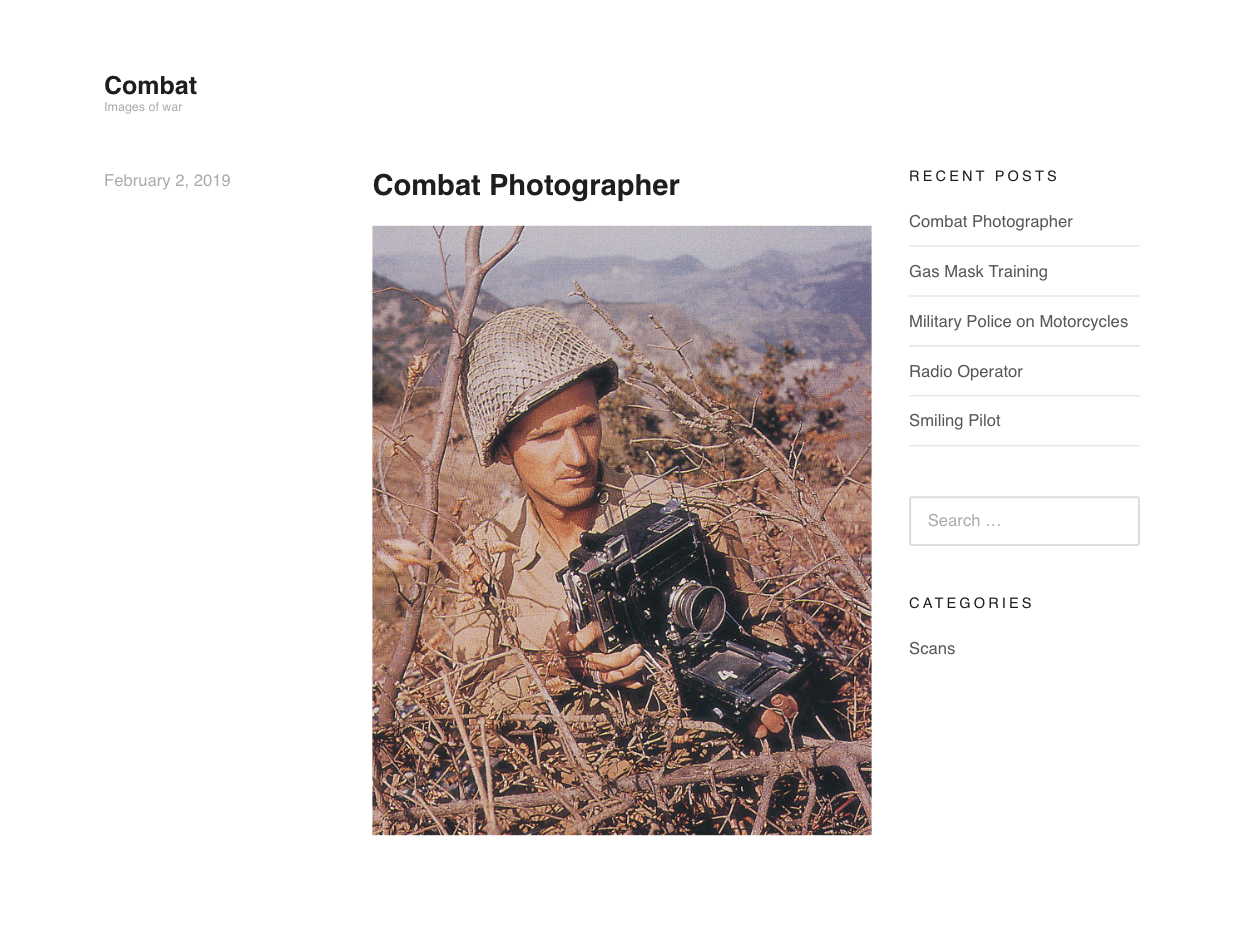 Combat
Images of war
February 2, 2019
Combat Photographer
4
RECENT POSTS
Combat Photographer
Gas Mask Training
Military Police on Motorcycles
Radio Operator
Smiling Pilot
Search …
CATEGORIES
Scans